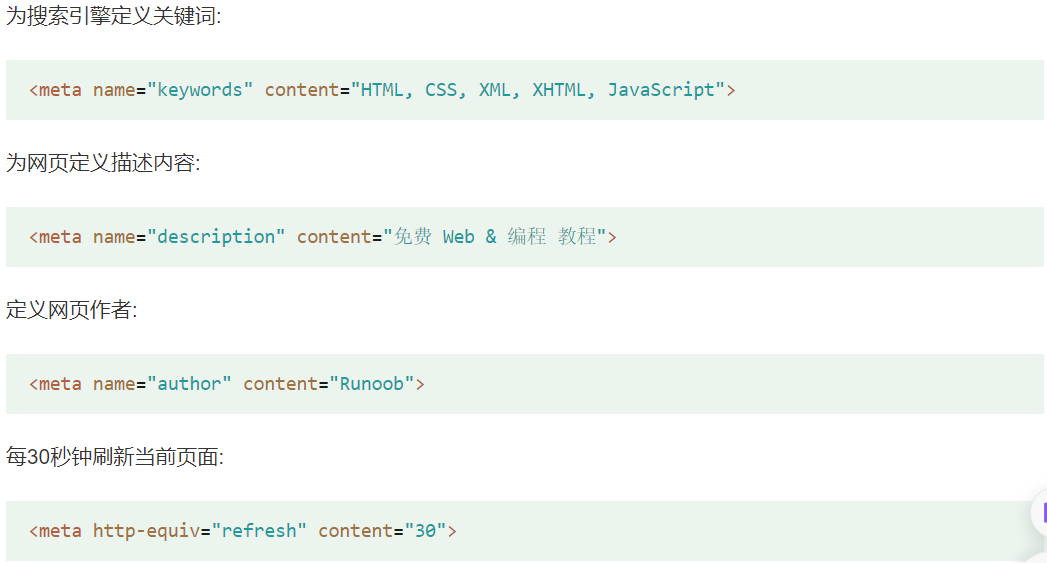 为搜索引擎定义关键词:
<meta name="keywords" content="HTML, CSS, XML, XHTML, JavaScript">
为网页定义描述内容:
<meta name="description" content="免费 Web & 编程 教程">
定义网页作者:
<meta name="author" content="Runoob">
每30秒钟刷新当前页面:
<meta http-equiv="refresh" content="30">